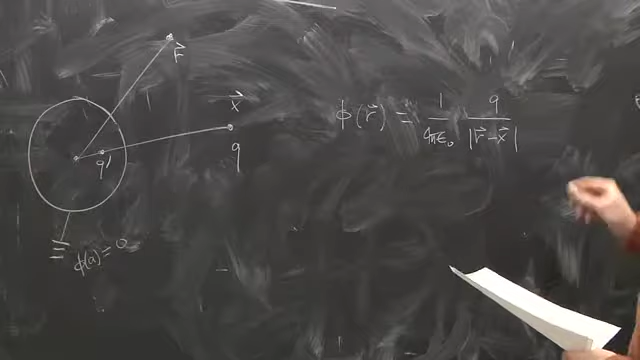 r⃗
x⃗
q
q'
ϕ(a) = 0
ϕ(r⃗) = 1/4πε₀ q/|r⃗-x⃗|